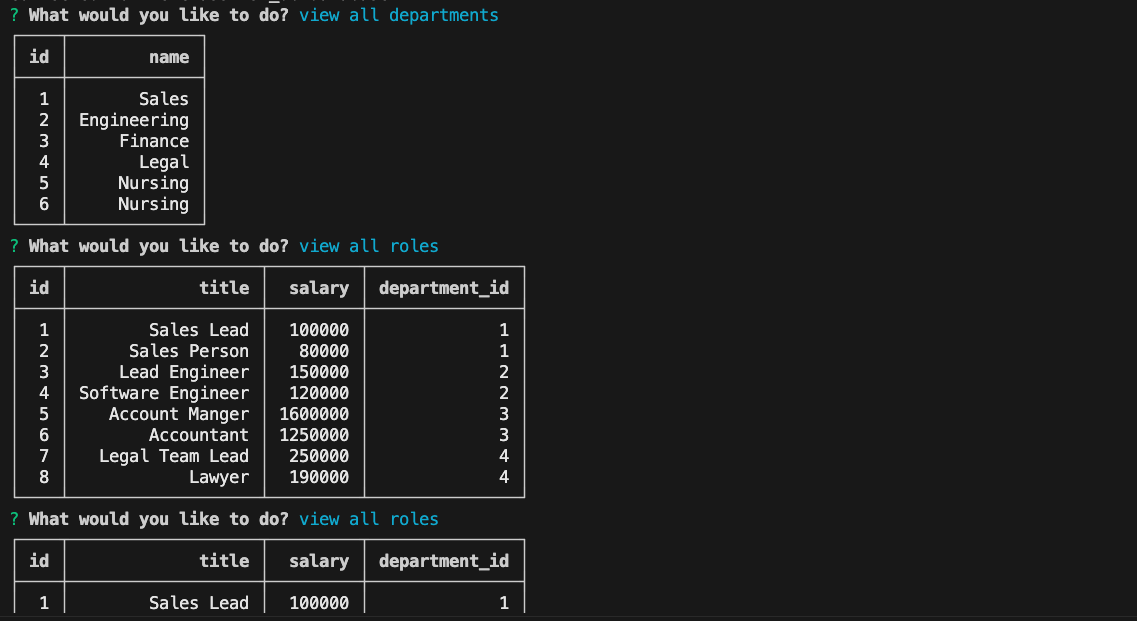 ? What would you like to do? view all departments
id name
1 Sales
2 Engineering
3 Finance
4 Legal
5 Nursing
6 Nursing
? What would you like to do? view all roles
id title salary department_id
1 Sales Lead 100000 1
2 Sales Person 80000 1
3 Lead Engineer 150000 2
4 Software Engineer 120000 2
5 Account Manger 1600000 3
6 Accountant 1250000 3
7 Legal Team Lead 250000 4
8 Lawyer 190000 4
? What would you like to do? view all roles
id title salary department_id
1 Sales Lead 100000 1